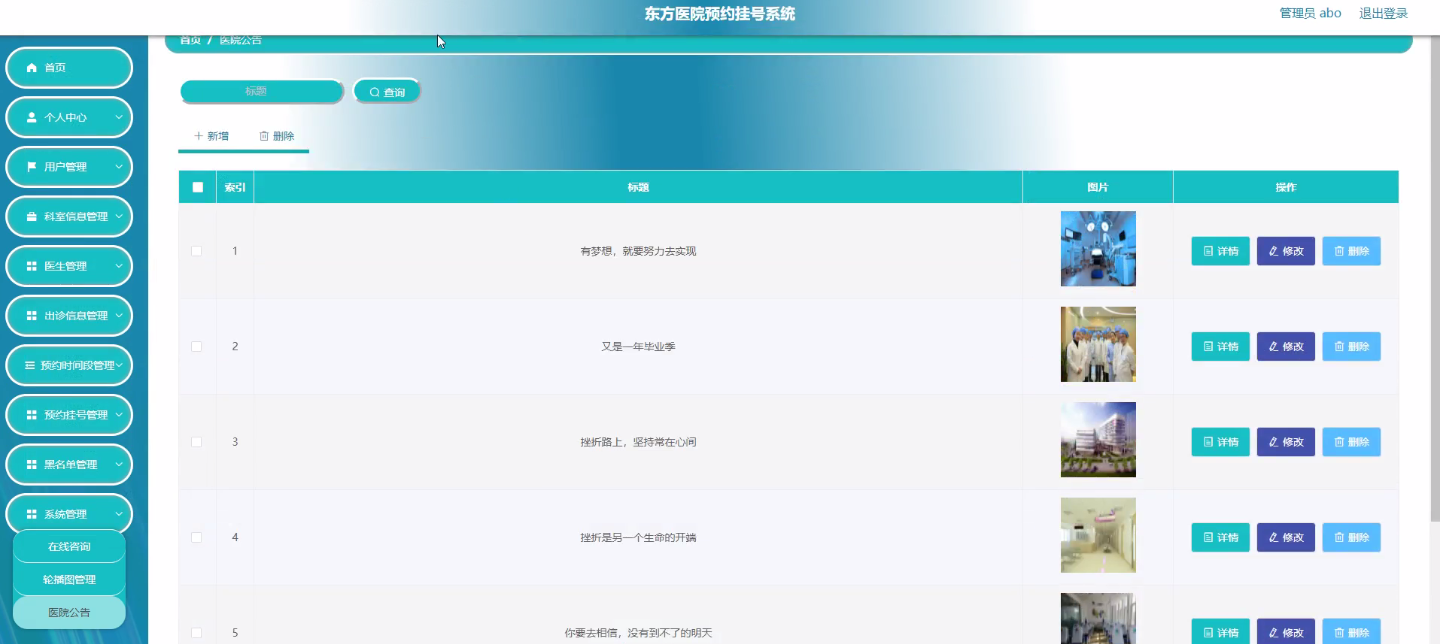 东方医院预约挂号系统
管理员 abo 退出登录
首页 / 医院公告
首页
个人中心
用户管理
科室信息管理
医生管理
出诊信息管理
预约时间段管理
预约挂号管理
黑名单管理
系统管理
在线咨询
轮播图管理
医院公告
标题 查询
新增 删除
索引 标题 图片 操作
1 有梦想，就要努力去实现 详情 修改 删除
2 又是一年毕业季 详情 修改 删除
3 挫折路上，坚持常在心间 详情 修改 删除
4 挫折是另一个生命的开端 详情 修改 删除
5 你要去相信，没有到不了的明天 详情 修改 删除